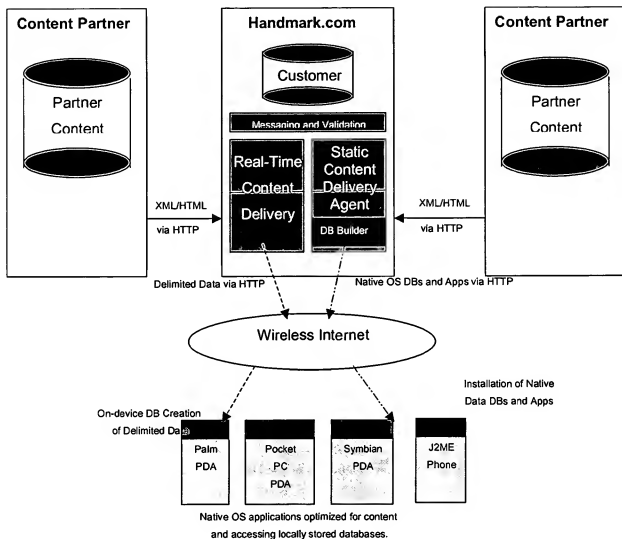 Content Partner
Partner
Content
XML/HTML
via HTTP
Handmark.com
Customer
Messaging and Validation
Real-Time
Content
Delivery
Static
Content
Delivery
Agent
DB Builder
Content Partner
Partner
Content
XML/HTML
via HTTP
Delimited Data via HTTP
Native OS DBs and Apps via HTTP
Wireless Internet
On-device DB Creation
of Delimited Data
Installation of Native
Data DBs and Apps
Palm
PDA
Pocket
PC
PDA
Symbian
PDA
J2ME
Phone
Native OS applications optimized for content
and accessing locally stored databases.